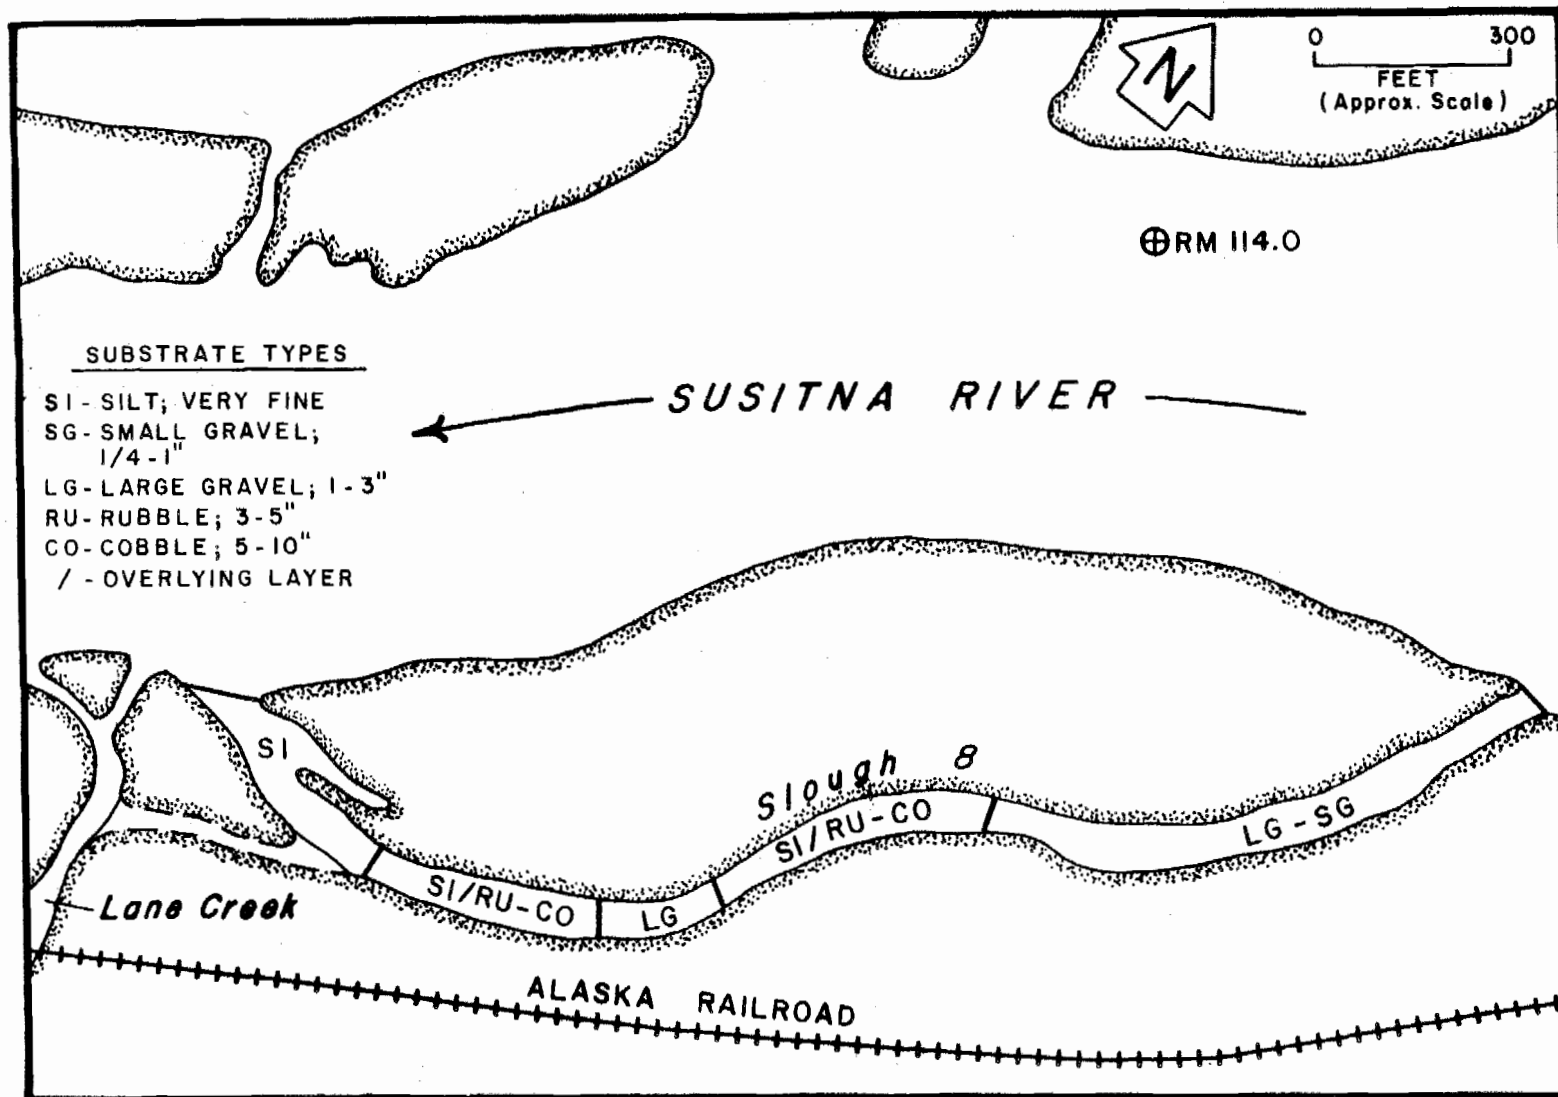 N
0 300
FEET
(Approx. Scale)
⊕RM 114.0
SUBSTRATE TYPES
SI-SILT; VERY FINE
SG-SMALL GRAVEL;
1/4-1"
LG-LARGE GRAVEL; 1-3"
RU-RUBBLE; 3-5"
CO-COBBLE; 5-10"
/ -OVERLYING LAYER
SUSITNA RIVER
SI
Slough 8
SI/RU-CO
LG
SI/RU-CO
LG-SG
Lane Creek
ALASKA RAILROAD